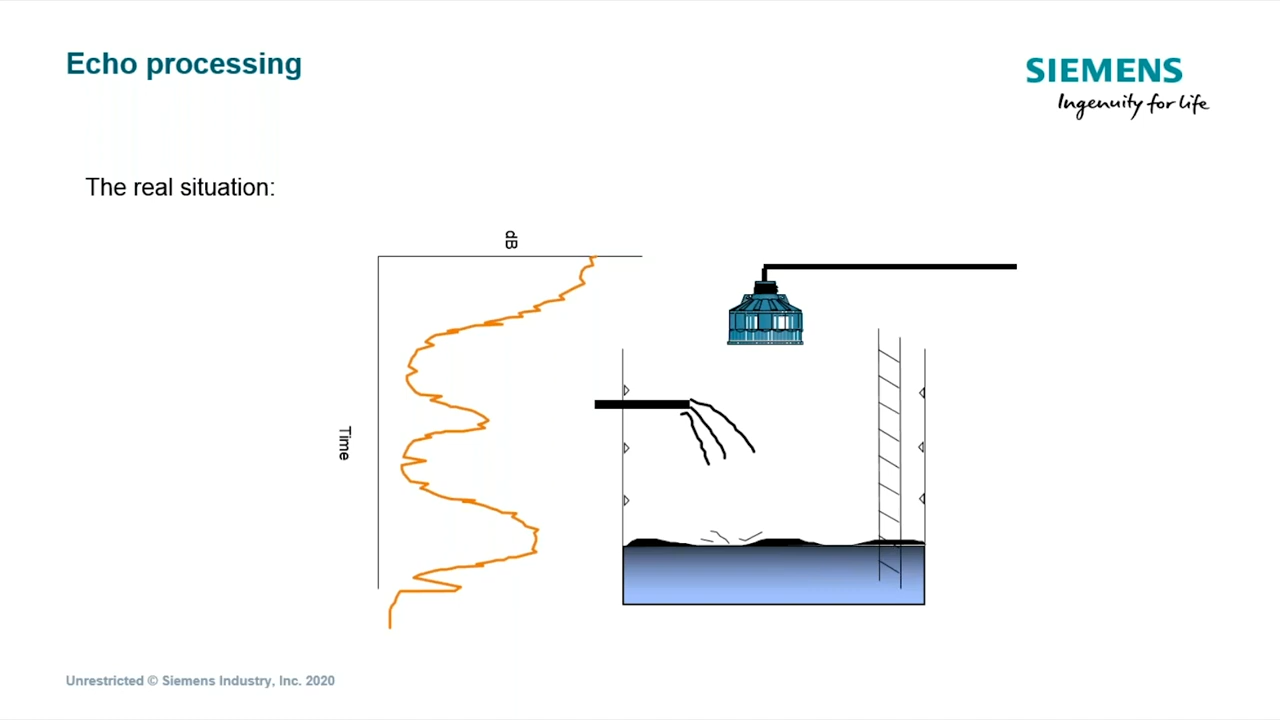 Echo processing
SIEMENS
Ingenuity for life
The real situation:
dB
Time
Unrestricted © Siemens Industry, Inc. 2020